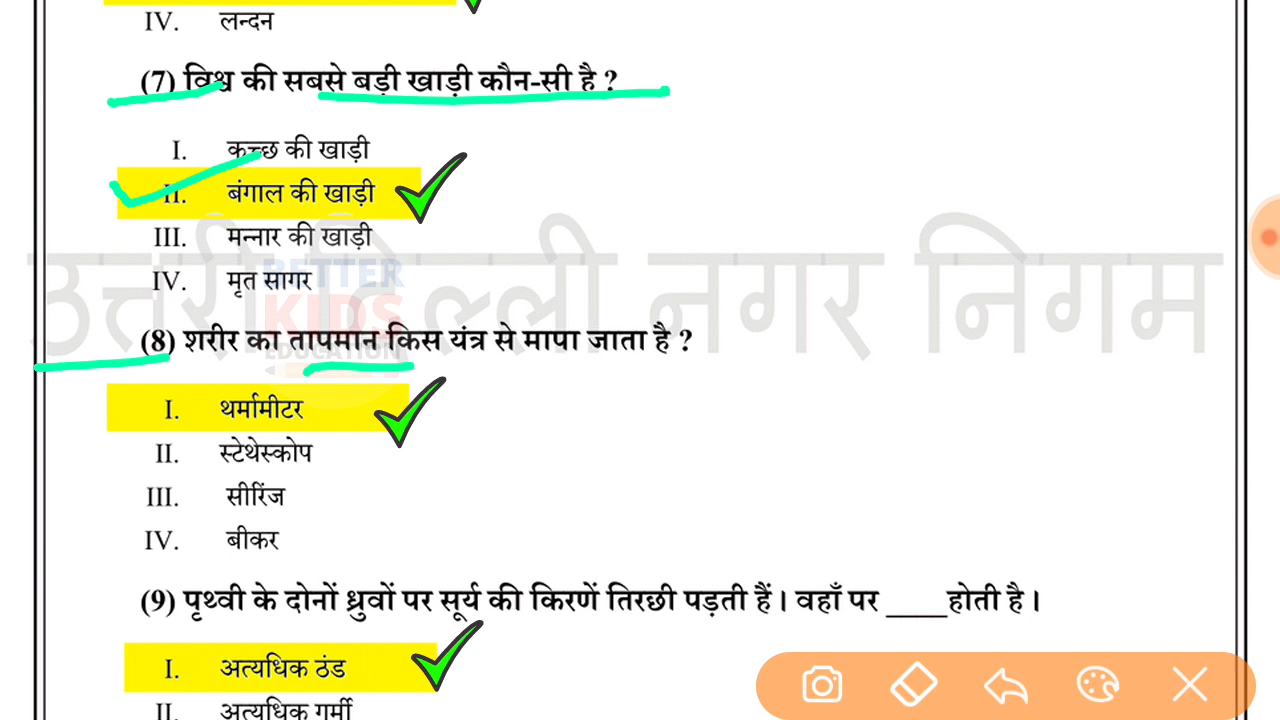 IV. लन्दन
(7) विश्व की सबसे बड़ी खाड़ी कौन-सी है ?
I. कच्छ की खाड़ी
II. बंगाल की खाड़ी
III. मन्नार की खाड़ी
IV. मृत सागर
उत्तरी दिल्ली नगर निगम
BETTER
KIDS
EDUCATION
(8) शरीर का तापमान किस यंत्र से मापा जाता है ?
I. थर्मामीटर
II. स्टेथेस्कोप
III. सीरिंज
IV. बीकर
(9) पृथ्वी के दोनों ध्रुवों पर सूर्य की किरणें तिरछी पड़ती हैं। वहाँ पर ____होती है।
I. अत्यधिक ठंड
II. अत्यधिक गर्मी